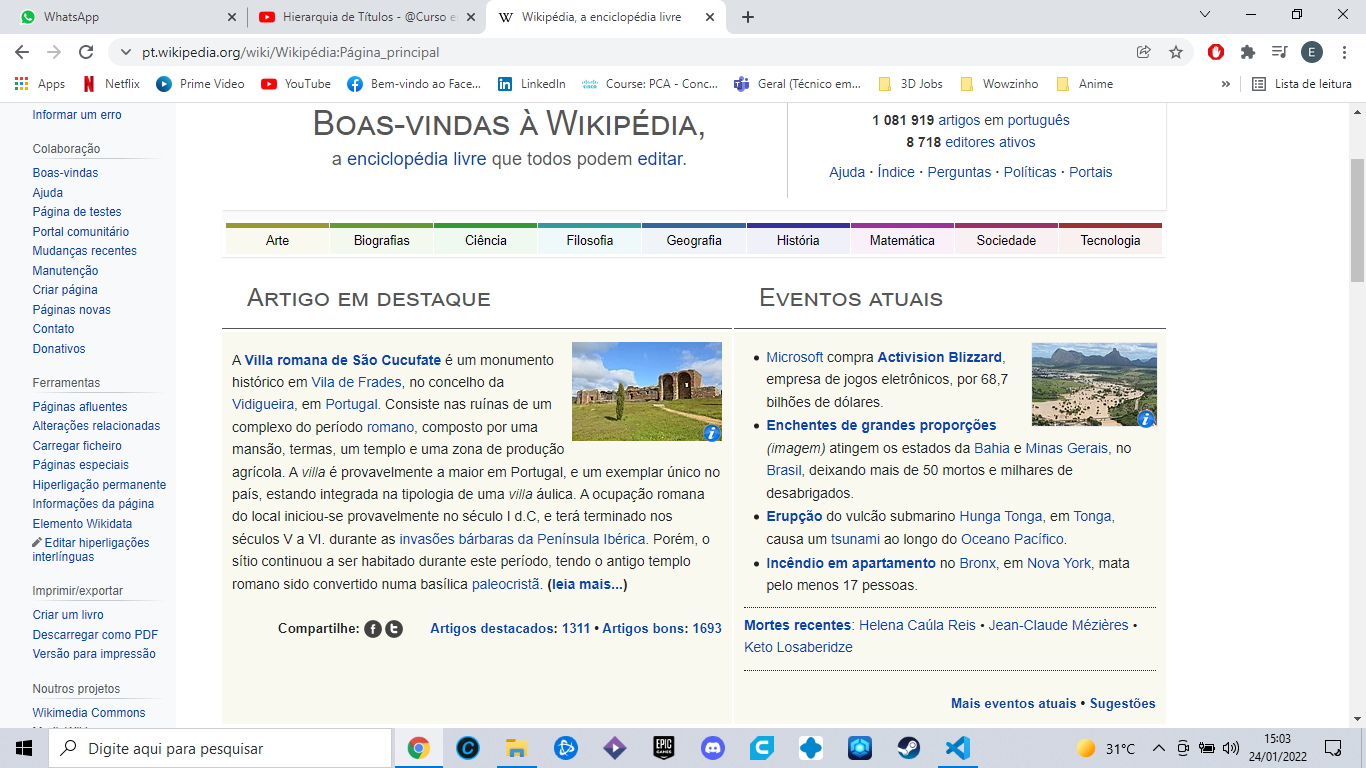 WhatsApp
Hierarquia de Títulos - @Curso e
Wikipédia, a enciclopédia livre
pt.wikipedia.org/wiki/Wikipédia:Página_principal
E
Apps
Netflix
Prime Video
YouTube
Bem-vindo ao Face...
LinkedIn
Course: PCA - Conc...
Geral (Técnico em...
3D Jobs
Wowzinho
Anime
»
Lista de leitura
Informar um erro
Colaboração
Boas-vindas
Ajuda
Página de testes
Portal comunitário
Mudanças recentes
Manutenção
Criar página
Páginas novas
Contato
Donativos
Ferramentas
Páginas afluentes
Alterações relacionadas
Carregar ficheiro
Páginas especiais
Hiperligação permanente
Informações da página
Elemento Wikidata
Editar hiperligações
interlínguas
Imprimir/exportar
Criar um livro
Descarregar como PDF
Versão para impressão
Noutros projetos
Wikimedia Commons
Boas-vindas à Wikipédia,
a enciclopédia livre que todos podem editar.
1 081 919 artigos em português
8 718 editores ativos
Ajuda · Índice · Perguntas · Políticas · Portais
Arte
Biografias
Ciência
Filosofia
Geografia
História
Matemática
Sociedade
Tecnologia
Artigo em destaque
A Villa romana de São Cucufate é um monumento
histórico em Vila de Frades, no concelho da
Vidigueira, em Portugal. Consiste nas ruínas de um
complexo do período romano, composto por uma
mansão, termas, um templo e uma zona de produção
agrícola. A villa é provavelmente a maior em Portugal, e um exemplar único no
país, estando integrada na tipologia de uma villa áulica. A ocupação romana
do local iniciou-se provavelmente no século I d.C, e terá terminado nos
séculos V a VI. durante as invasões bárbaras da Península Ibérica. Porém, o
sítio continuou a ser habitado durante este período, tendo o antigo templo
romano sido convertido numa basílica paleocristã. (leia mais...)
Compartilhe:
Artigos destacados: 1311 • Artigos bons: 1693
Eventos atuais
• Microsoft compra Activision Blizzard,
empresa de jogos eletrônicos, por 68,7
bilhões de dólares.
• Enchentes de grandes proporções
(imagem) atingem os estados da Bahia e Minas Gerais, no
Brasil, deixando mais de 50 mortos e milhares de
desabrigados.
• Erupção do vulcão submarino Hunga Tonga, em Tonga,
causa um tsunami ao longo do Oceano Pacífico.
• Incêndio em apartamento no Bronx, em Nova York, mata
pelo menos 17 pessoas.
Mortes recentes: Helena Caúla Reis • Jean-Claude Mézières •
Keto Losaberidze
Mais eventos atuais • Sugestões
Digite aqui para pesquisar
EPIC GAMES
31°C
15:03
24/01/2022